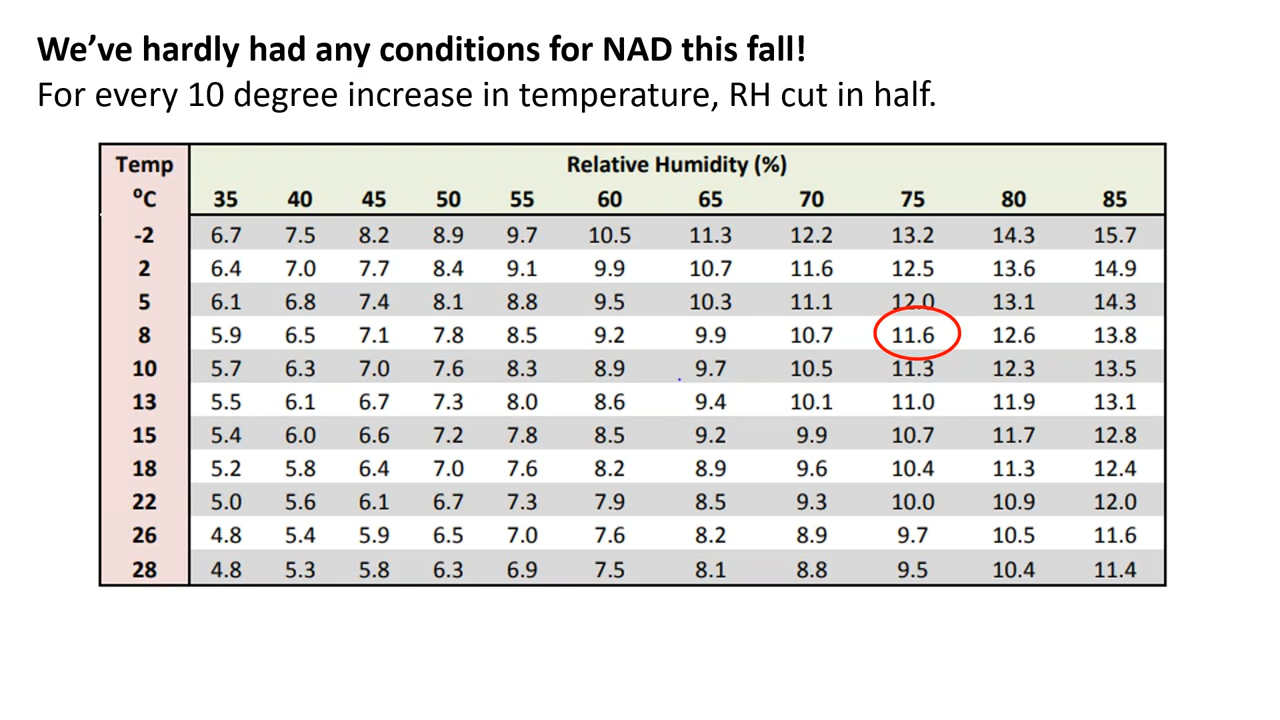 We’ve hardly had any conditions for NAD this fall!
For every 10 degree increase in temperature, RH cut in half.
Temp Relative Humidity (%)
⁰C 35 40 45 50 55 60 65 70 75 80 85
-2 6.7 7.5 8.2 8.9 9.7 10.5 11.3 12.2 13.2 14.3 15.7
2 6.4 7.0 7.7 8.4 9.1 9.9 10.7 11.6 12.5 13.6 14.9
5 6.1 6.8 7.4 8.1 8.8 9.5 10.3 11.1 12.0 13.1 14.3
8 5.9 6.5 7.1 7.8 8.5 9.2 9.9 10.7 11.6 12.6 13.8
10 5.7 6.3 7.0 7.6 8.3 8.9 9.7 10.5 11.3 12.3 13.5
13 5.5 6.1 6.7 7.3 8.0 8.6 9.4 10.1 11.0 11.9 13.1
15 5.4 6.0 6.6 7.2 7.8 8.5 9.2 9.9 10.7 11.7 12.8
18 5.2 5.8 6.4 7.0 7.6 8.2 8.9 9.6 10.4 11.3 12.4
22 5.0 5.6 6.1 6.7 7.3 7.9 8.5 9.3 10.0 10.9 12.0
26 4.8 5.4 5.9 6.5 7.0 7.6 8.2 8.9 9.7 10.5 11.6
28 4.8 5.3 5.8 6.3 6.9 7.5 8.1 8.8 9.5 10.4 11.4